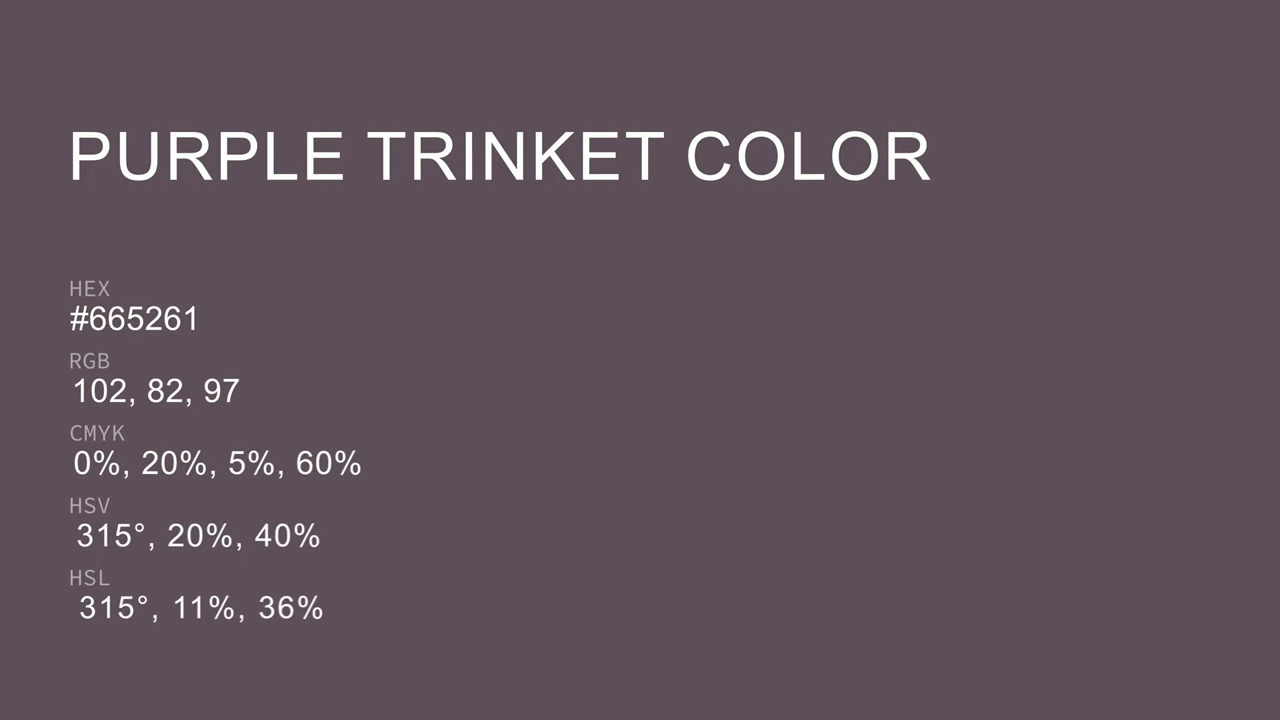 PURPLE TRINKET COLOR
HEX
#665261
RGB
102, 82, 97
CMYK
0%, 20%, 5%, 60%
HSV
315°, 20%, 40%
HSL
315°, 11%, 36%